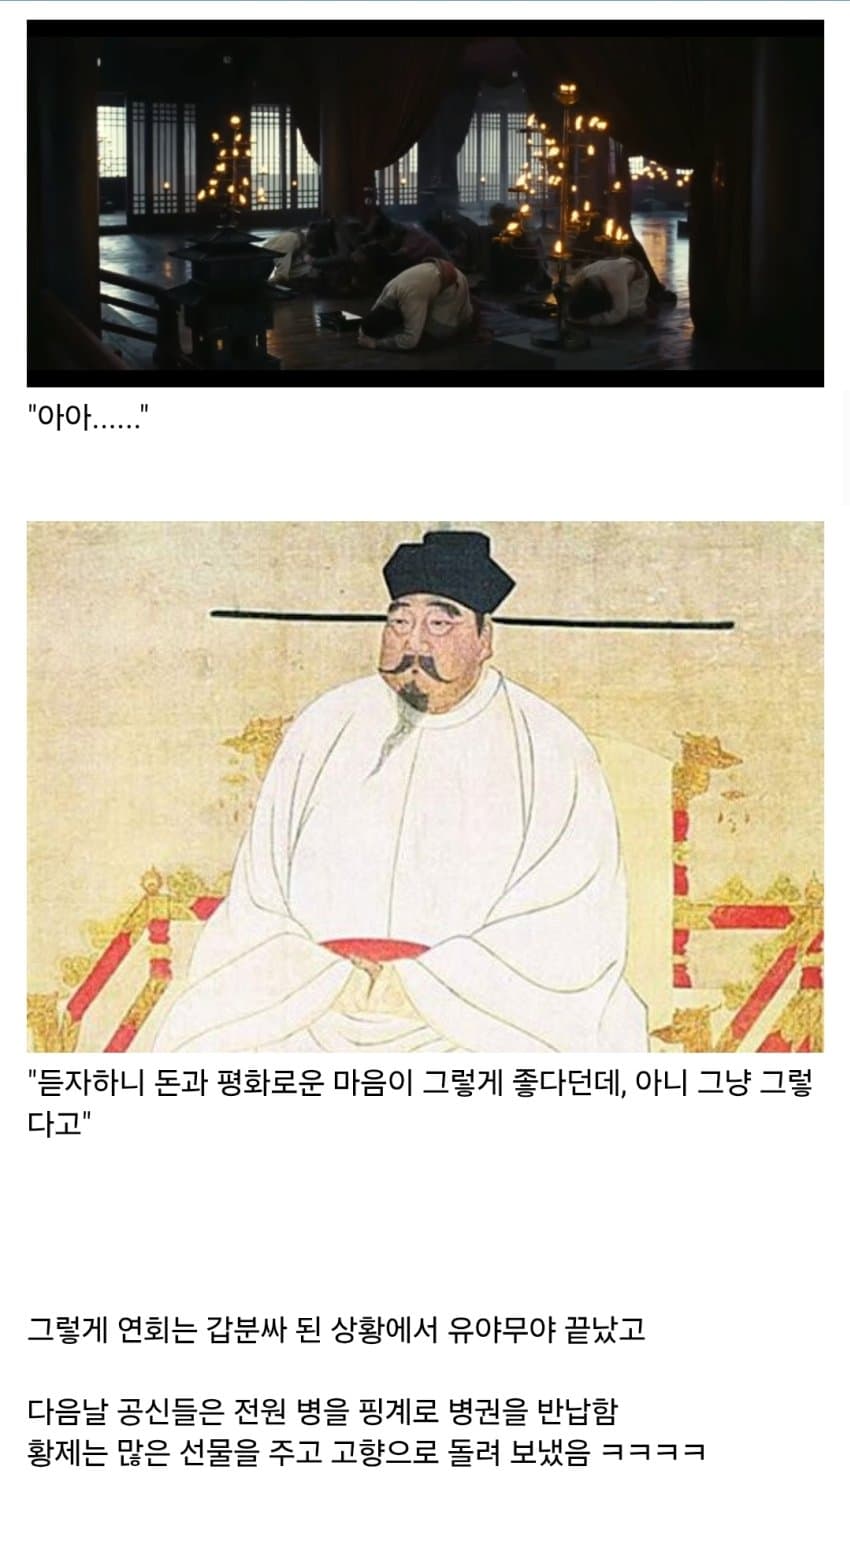 "아아......"
"듣자하니 돈과 평화로운 마음이 그렇게 좋다던데, 아니 그냥 그렇
다고"
그렇게 연회는 갑분싸 된 상황에서 유야무야 끝났고
다음날 공신들은 전원 병을 핑계로 병권을 반납함
황제는 많은 선물을 주고 고향으로 돌려 보냈음 ㅋㅋㅋㅋ